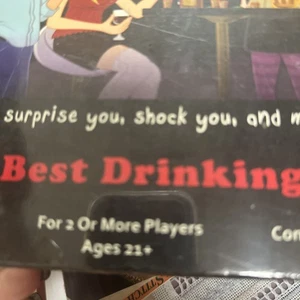 surprise you, shock you, and m
Best Drinking
For 2 Or More Players
Ages 21+
Con